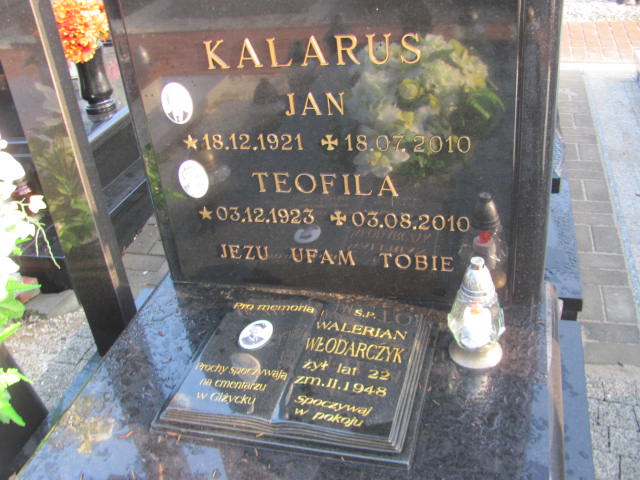 KALARUS
JAN
★18.12.1921 ✢18.07.2010
TEOFILA
★03.12.1923 ✢03.08.2010
JEZU UFAM TOBIE
Pro memoria
Prochy spoczywają
na cmentarzu
w Giżycku
Ś.P.
WALERIAN
WŁODARCZYK
żył lat 22
zm.II.1948
spoczywaj
w pokoju